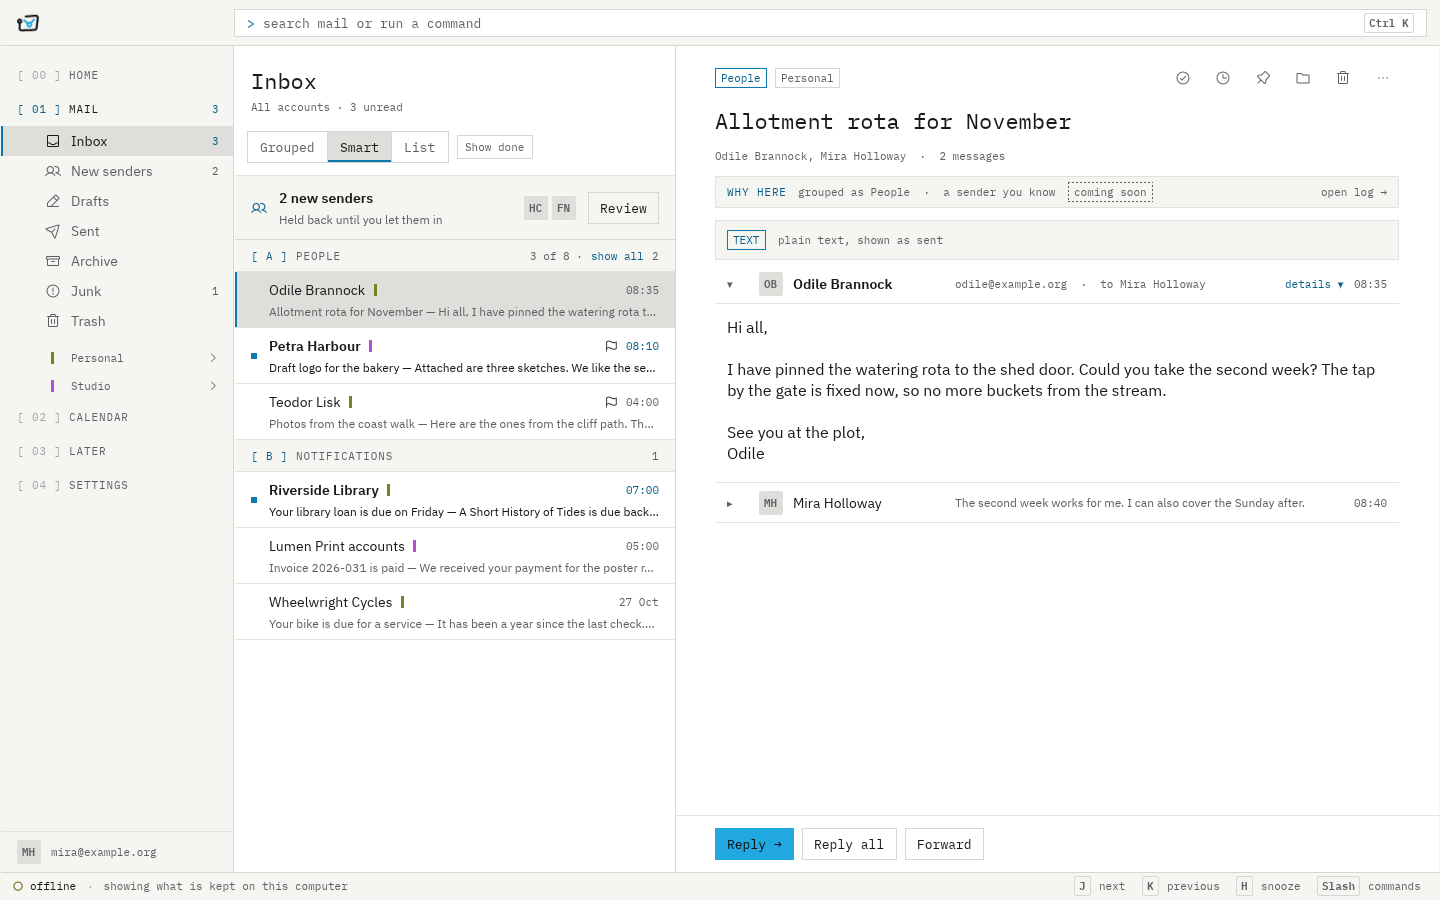 > search mail or run a command
Ctrl K
[ 00 ] HOME
[ 01 ] MAIL 3
Inbox 3
New senders 2
Drafts
Sent
Archive
Junk 1
Trash
Personal
Studio
[ 02 ] CALENDAR
[ 03 ] LATER
[ 04 ] SETTINGS
MH mira@example.org
Inbox
All accounts · 3 unread
Grouped Smart List Show done
2 new senders
Held back until you let them in
HC FN Review
[ A ] PEOPLE 3 of 8 · show all 2
Odile Brannock 08:35
Allotment rota for November — Hi all, I have pinned the watering rota t…
Petra Harbour 08:10
Draft logo for the bakery — Attached are three sketches. We like the se…
Teodor Lisk 04:00
Photos from the coast walk — Here are the ones from the cliff path. Th…
[ B ] NOTIFICATIONS 1
Riverside Library 07:00
Your library loan is due on Friday — A Short History of Tides is due back…
Lumen Print accounts 05:00
Invoice 2026-031 is paid — We received your payment for the poster r…
Wheelwright Cycles 27 Oct
Your bike is due for a service — It has been a year since the last check.…
People Personal
Allotment rota for November
Odile Brannock, Mira Holloway · 2 messages
WHY HERE grouped as People · a sender you know coming soon open log →
TEXT plain text, shown as sent
▾ OB Odile Brannock odile@example.org · to Mira Holloway details ▾ 08:35
Hi all,
I have pinned the watering rota to the shed door. Could you take the second week? The tap
by the gate is fixed now, so no more buckets from the stream.
See you at the plot,
Odile
▸ MH Mira Holloway The second week works for me. I can also cover the Sunday after. 08:40
Reply → Reply all Forward
offline · showing what is kept on this computer
J next K previous H snooze Slash commands